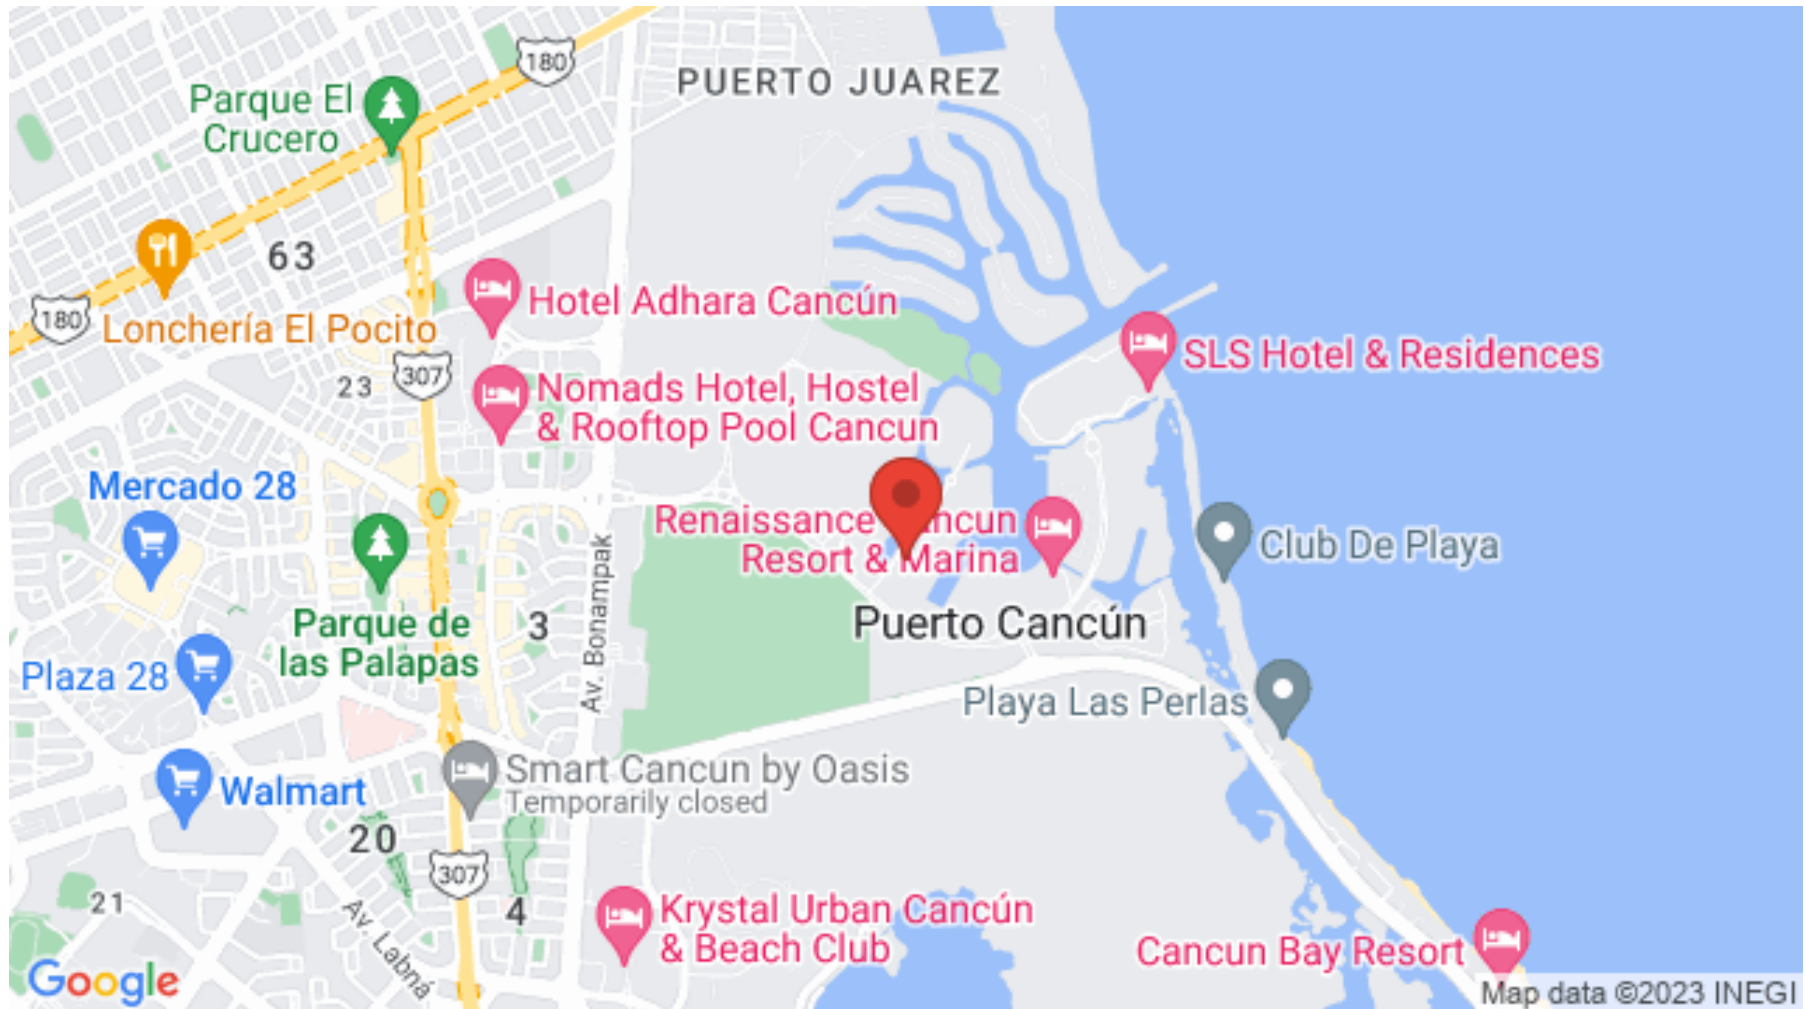 180
PUERTO JUAREZ
Parque El
Crucero
63
180
Lonchería El Pocito
Hotel Adhara Cancún
SLS Hotel & Residences
23
307
Nomads Hotel, Hostel
& Rooftop Pool Cancun
Mercado 28
Renaissance Cancun
Resort & Marina
Club De Playa
Av. Bonampak
Parque de
las Palapas
3
Puerto Cancún
Plaza 28
Playa Las Perlas
Smart Cancun by Oasis
Temporarily closed
Walmart
20
307
21
4
Av. Labná
Krystal Urban Cancún
& Beach Club
Cancun Bay Resort
Google
Map data ©2023 INEGI